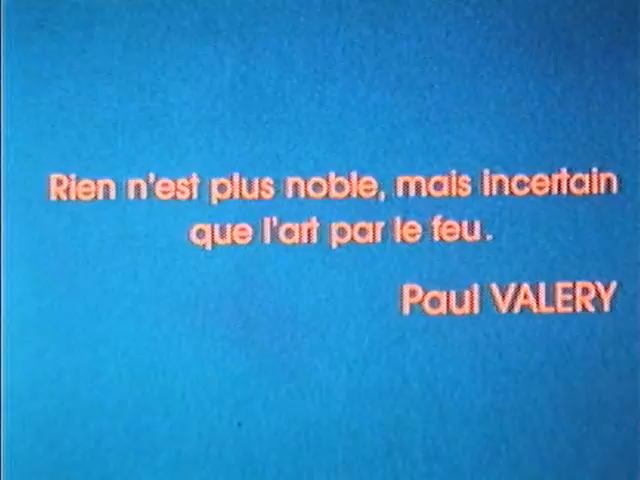 Rien n'est plus noble, mais incertain
que l'art par le feu.
Paul VALERY